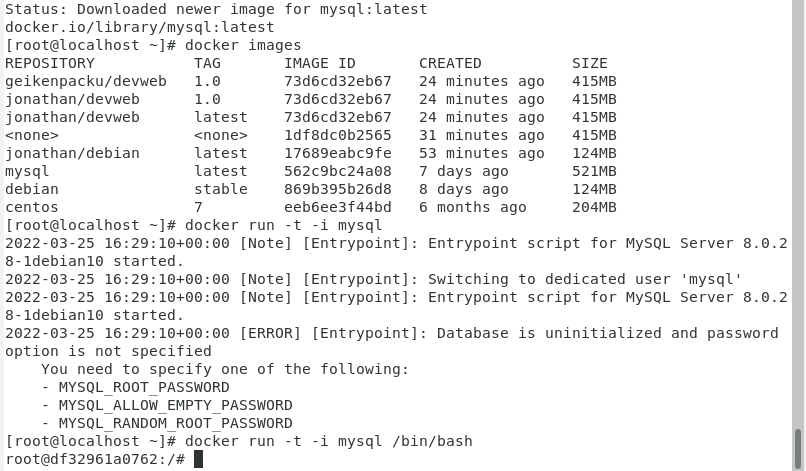 Status: Downloaded newer image for mysql:latest
docker.io/library/mysql:latest
[root@localhost ~]# docker images
REPOSITORY          TAG       IMAGE ID       CREATED          SIZE
geikenpacku/devweb   1.0       73d6cd32eb67   24 minutes ago   415MB
jonathan/devweb      1.0       73d6cd32eb67   24 minutes ago   415MB
jonathan/devweb      latest    73d6cd32eb67   24 minutes ago   415MB
<none>               <none>    1df8dc0b2565   31 minutes ago   415MB
jonathan/debian      latest    17689eabc9fe   53 minutes ago   124MB
mysql                latest    562c9bc24a08   7 days ago       521MB
debian               stable    869b395b26d8   8 days ago       124MB
centos               7         eeb6ee3f44bd   6 months ago     204MB
[root@localhost ~]# docker run -t -i mysql
2022-03-25 16:29:10+00:00 [Note] [Entrypoint]: Entrypoint script for MySQL Server 8.0.2
8-1debian10 started.
2022-03-25 16:29:10+00:00 [Note] [Entrypoint]: Switching to dedicated user 'mysql'
2022-03-25 16:29:10+00:00 [Note] [Entrypoint]: Entrypoint script for MySQL Server 8.0.2
8-1debian10 started.
2022-03-25 16:29:10+00:00 [ERROR] [Entrypoint]: Database is uninitialized and password
option is not specified
    You need to specify one of the following:
    - MYSQL_ROOT_PASSWORD
    - MYSQL_ALLOW_EMPTY_PASSWORD
    - MYSQL_RANDOM_ROOT_PASSWORD
[root@localhost ~]# docker run -t -i mysql /bin/bash
root@df32961a0762:/#